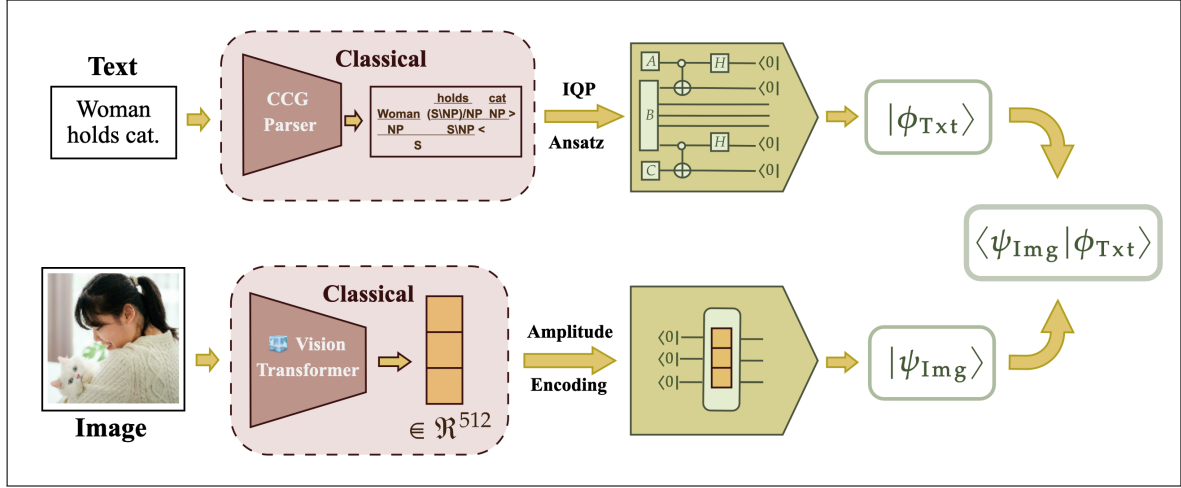 Text
Woman
holds cat.
Classical
CCG
Parser
holds cat
Woman (S\NP)/NP NP >
NP S\NP <
S
IQP
Ansatz
A H ⟨0|
⟨0|
B
H ⟨0|
C ⟨0|
|ϕTxt⟩
⟨ψImg|ϕTxt⟩
Image
Classical
Vision
Transformer
∈ ℜ^512
Amplitude
Encoding
⟨0|
⟨0|
⟨0|
|ψImg⟩